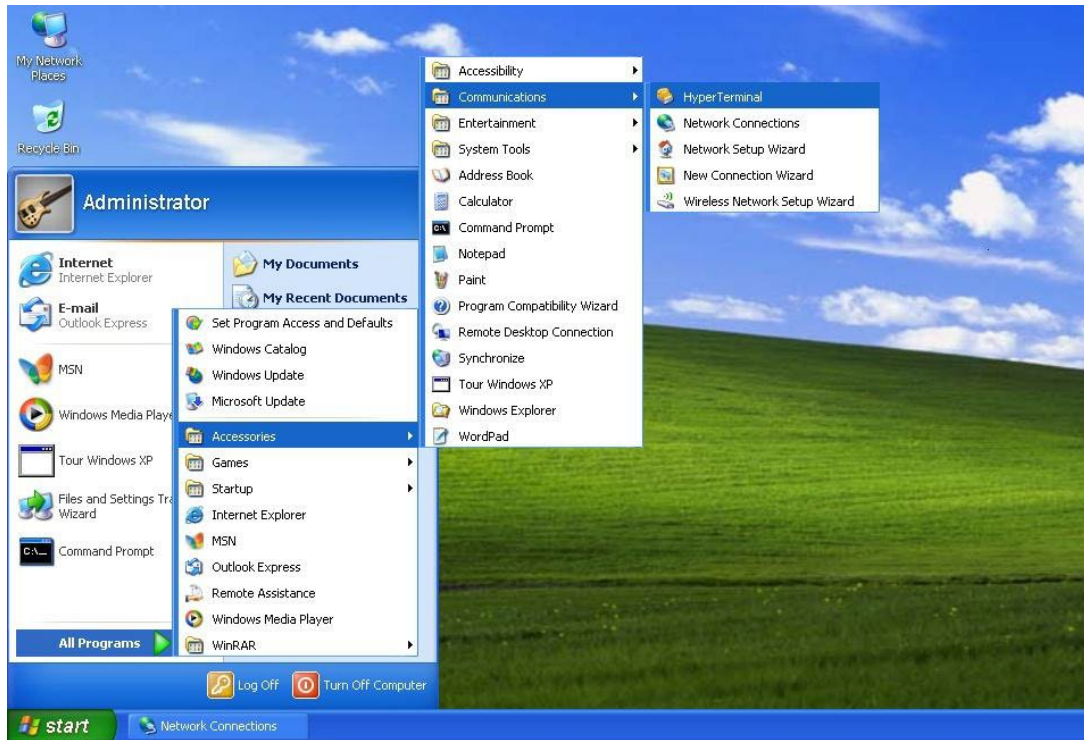 My Network
Places
Recycle Bin
Administrator
Internet
Internet Explorer
E-mail
Outlook Express
MSN
Windows Media Playe
Tour Windows XP
Files and Settings Tra
Wizard
Command Prompt
All Programs
My Documents
My Recent Documents
Set Program Access and Defaults
Windows Catalog
Windows Update
Microsoft Update
Accessories
Games
Startup
Internet Explorer
MSN
Outlook Express
Remote Assistance
Windows Media Player
WinRAR
Accessibility
Communications
Entertainment
System Tools
Address Book
Calculator
Command Prompt
Notepad
Paint
Program Compatibility Wizard
Remote Desktop Connection
Synchronize
Tour Windows XP
Windows Explorer
WordPad
HyperTerminal
Network Connections
Network Setup Wizard
New Connection Wizard
Wireless Network Setup Wizard
Log Off
Turn Off Computer
start
Network Connections